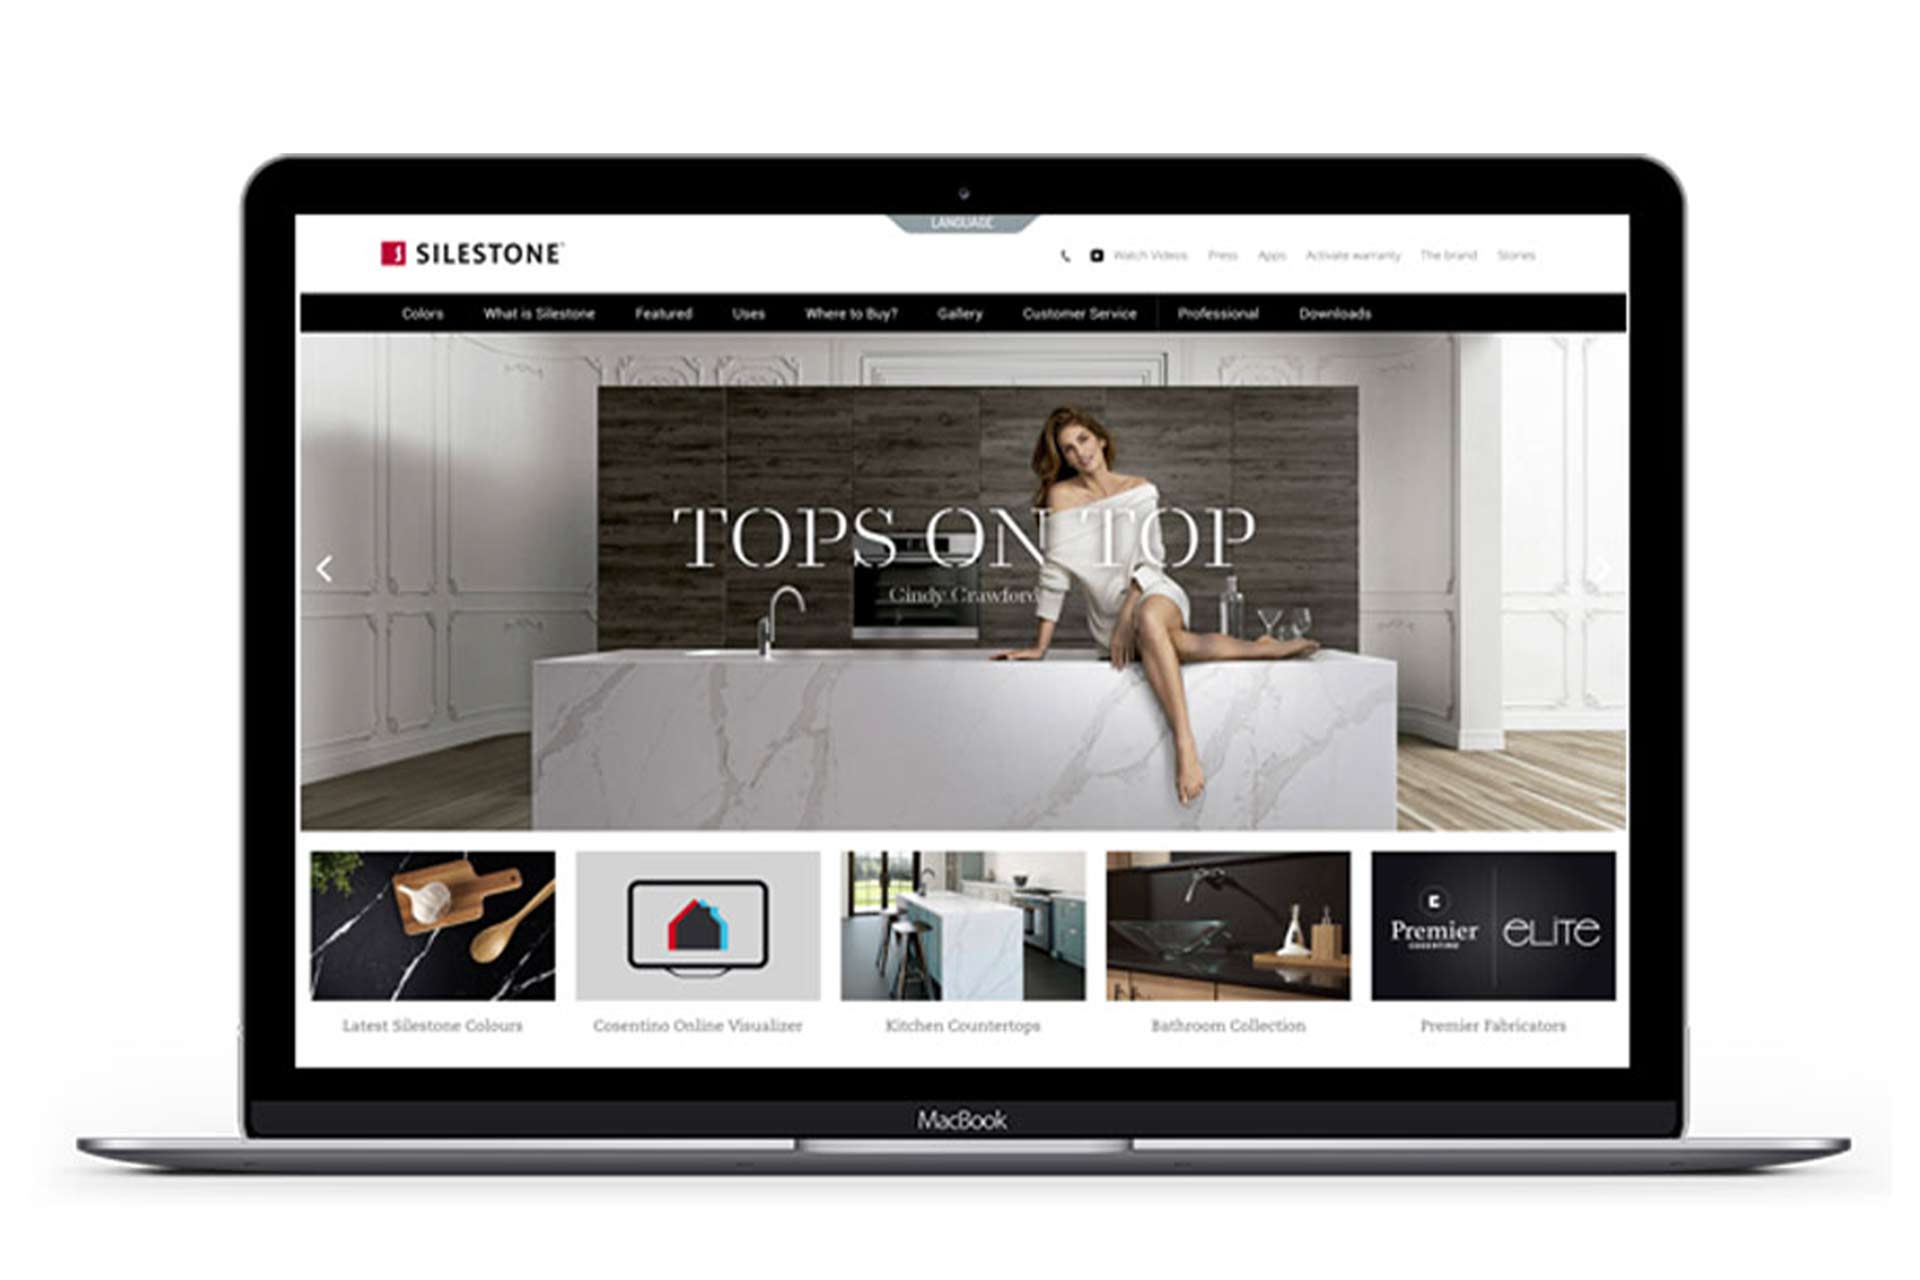 LANGUAGE
S SILESTONE
Watch Videos Press Apps Activate warranty The brand Stories
Colors What is Silestone Featured Uses Where to Buy? Gallery Customer Service Professional Downloads
TOPS ON TOP
Cindy Crawford
Premier COSENTINO eLiTe
Latest Silestone Colours Cosentino Online Visualizer Kitchen Countertops Bathroom Collection Premier Fabricators
MacBook